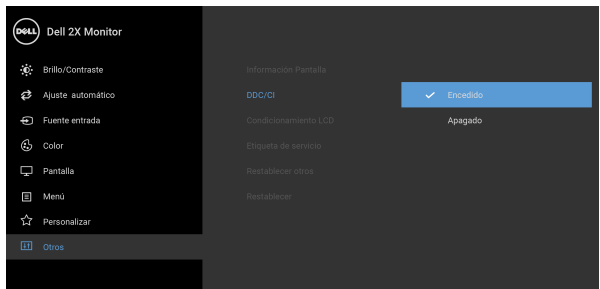 DELL
Dell 2X Monitor
Brillo/Contraste
Ajuste automático
Fuente entrada
Color
Pantalla
Menú
Personalizar
Otros
Información Pantalla
DDC/CI
Condicionamiento LCD
Etiqueta de servicio
Restablecer otros
Restablecer
Encedido
Apagado